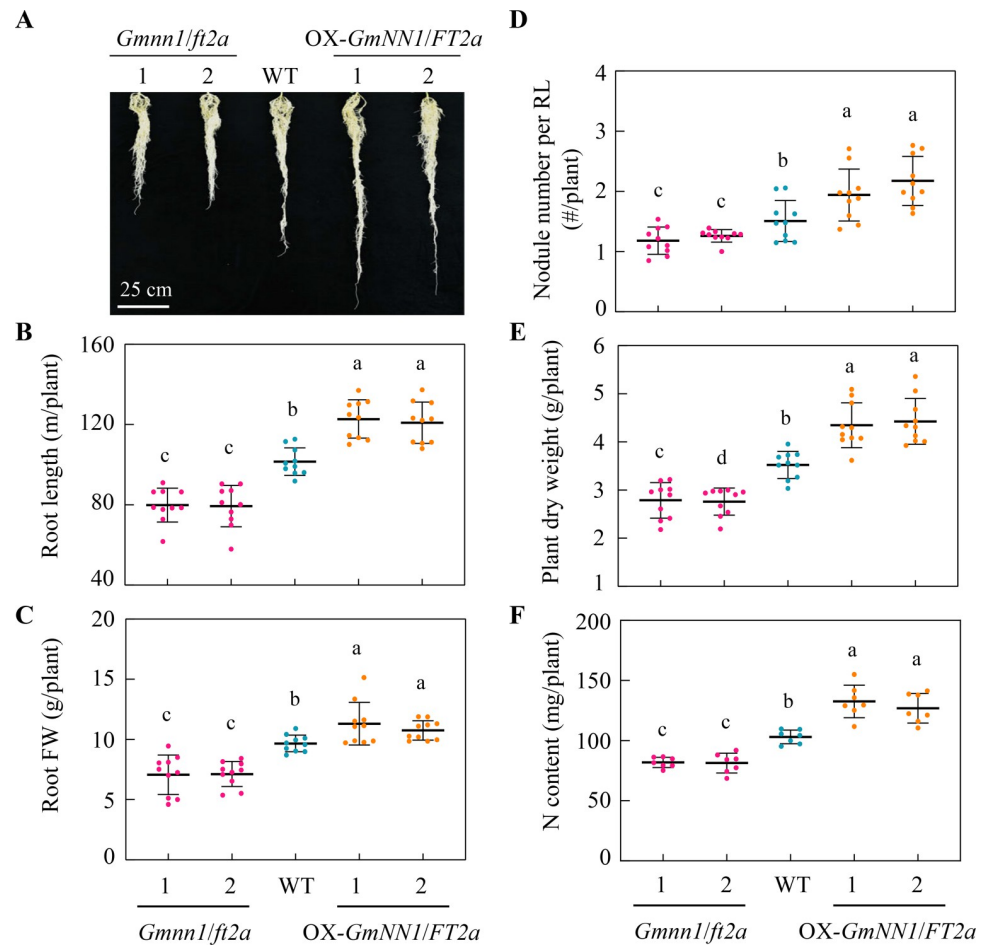 A
Gmnn1/ft2a OX-GmNN1/FT2a
1 2 WT 1 2
25 cm
B
Root length (m/plant)
160
120
80
40
c c b a a
C
Root FW (g/plant)
20
15
10
5
0
c c b a a
1 2 WT 1 2
Gmnn1/ft2a OX-GmNN1/FT2a
D
Nodule number per RL
(#/plant)
4
3
2
1
0
c c b a a
E
Plant dry weight (g/plant)
6
5
4
3
2
1
c d b a a
F
N content (mg/plant)
200
150
100
50
0
c c b a a
1 2 WT 1 2
Gmnn1/ft2a OX-GmNN1/FT2a